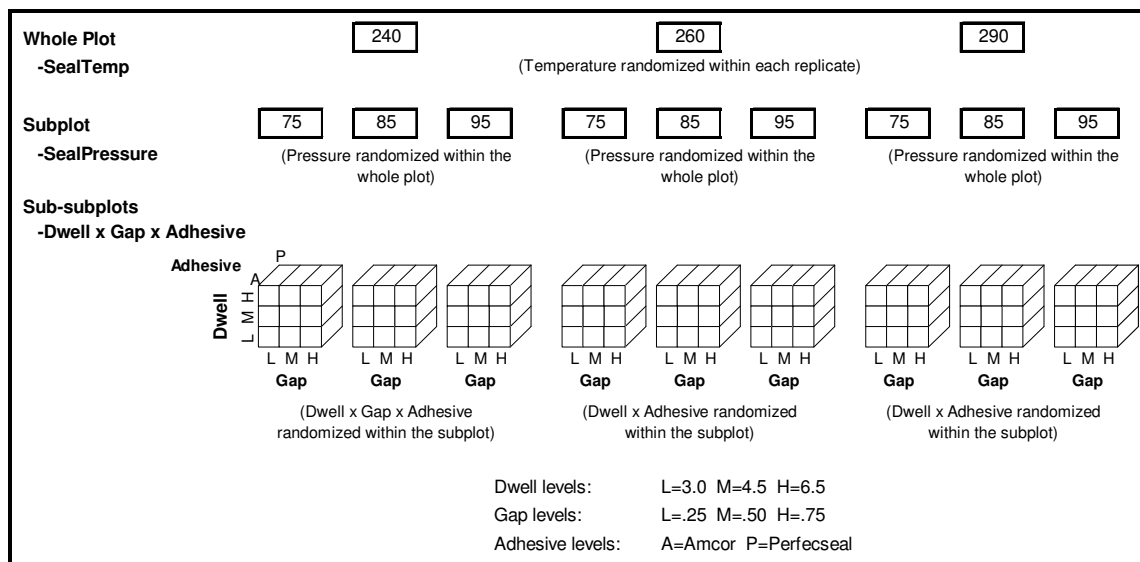 Whole Plot 240 260 290
-SealTemp (Temperature randomized within each replicate)
Subplot 75 85 95 75 85 95 75 85 95
-SealPressure (Pressure randomized within the whole plot) (Pressure randomized within the whole plot) (Pressure randomized within the whole plot)
Sub-subplots
-Dwell x Gap x Adhesive
P
Adhesive
A
Dwell
L M H
L M H L M H L M H L M H L M H L M H L M H L M H L M H
Gap Gap Gap Gap Gap Gap Gap Gap Gap
(Dwell x Gap x Adhesive randomized within the subplot) (Dwell x Adhesive randomized within the subplot) (Dwell x Adhesive randomized within the subplot)
Dwell levels: L=3.0 M=4.5 H=6.5
Gap levels: L=.25 M=.50 H=.75
Adhesive levels: A=Amcor P=Perfecseal